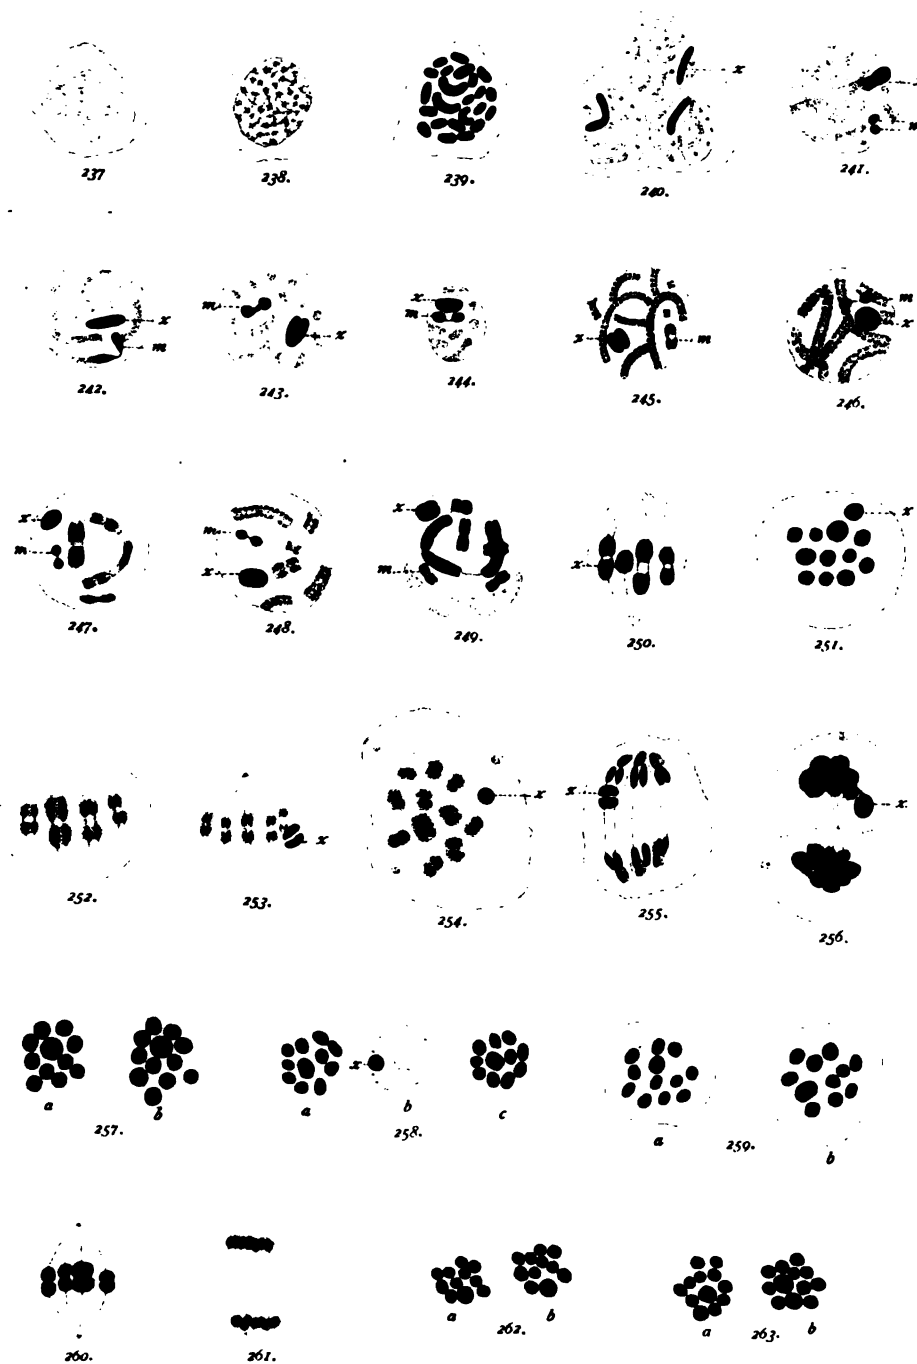 x
m
237 238. 239. 240. 241.
x
m
m
x
x
m
x
m
m
x
242. 243. 244. 245. 246.
x
m
m
x
x
m
x
x
247. 248. 249. 250. 251.
x
x
x
x
252. 253. 254. 255. 256.
a b a x b c a b
257. 258. 259.
a b a b
260. 261. 262. 263.